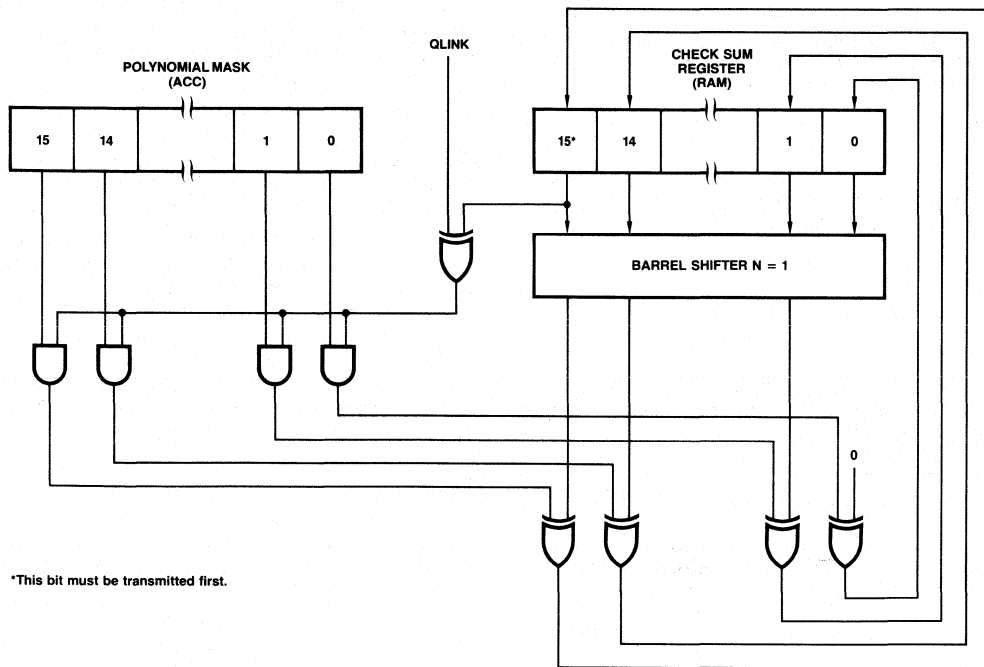 QLINK
POLYNOMIAL MASK
(ACC)
CHECK SUM
REGISTER
(RAM)
15 14 1 0
15* 14 1 0
BARREL SHIFTER N = 1
0
*This bit must be transmitted first.